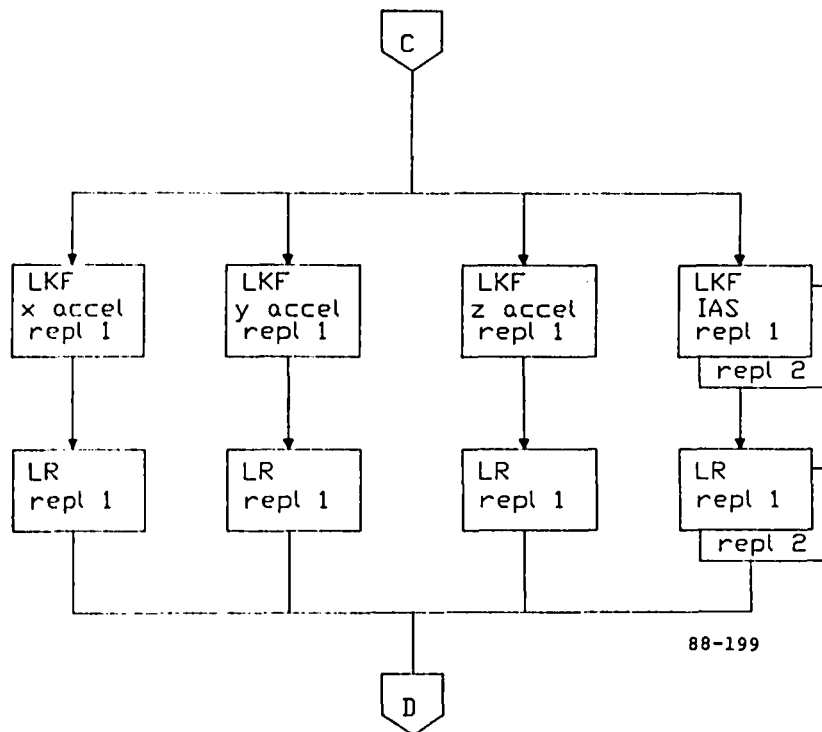 C
LKF
x accel
repl 1
LKF
y accel
repl 1
LKF
z accel
repl 1
LKF
IAS
repl 1
repl 2
LR
repl 1
LR
repl 1
LR
repl 1
LR
repl 1
repl 2
88-199
D